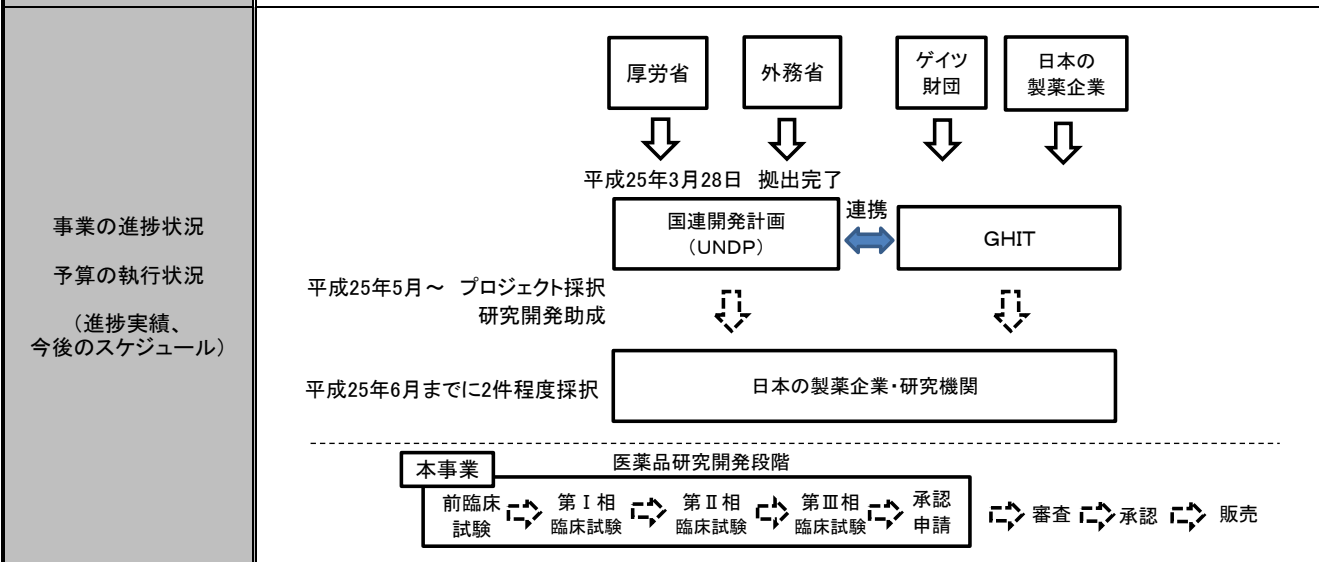 事業の進捗状況
予算の執行状況
(進捗実績、
今後のスケジュール)
厚労省
外務省
ゲイツ
財団
日本の
製薬企業
平成25年3月28日 拠出完了
国連開発計画
(UNDP)
連携
GHIT
平成25年5月～ プロジェクト採択
研究開発助成
平成25年6月までに2件程度採択
日本の製薬企業・研究機関
本事業
医薬品研究開発段階
前臨床
試験
第Ⅰ相
臨床試験
第Ⅱ相
臨床試験
第Ⅲ相
臨床試験
承認
申請
審査
承認
販売